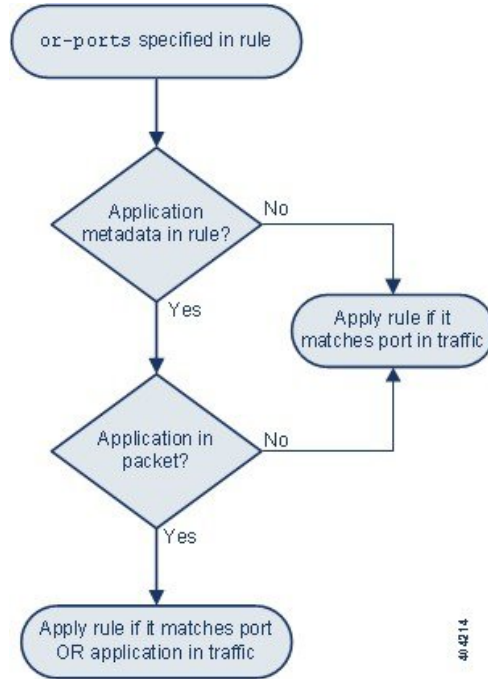 or-ports specified in rule
Application
metadata in rule?
No
Yes
Apply rule if it
matches port in traffic
Application in
packet?
No
Yes
Apply rule if it matches port
OR application in traffic
404214